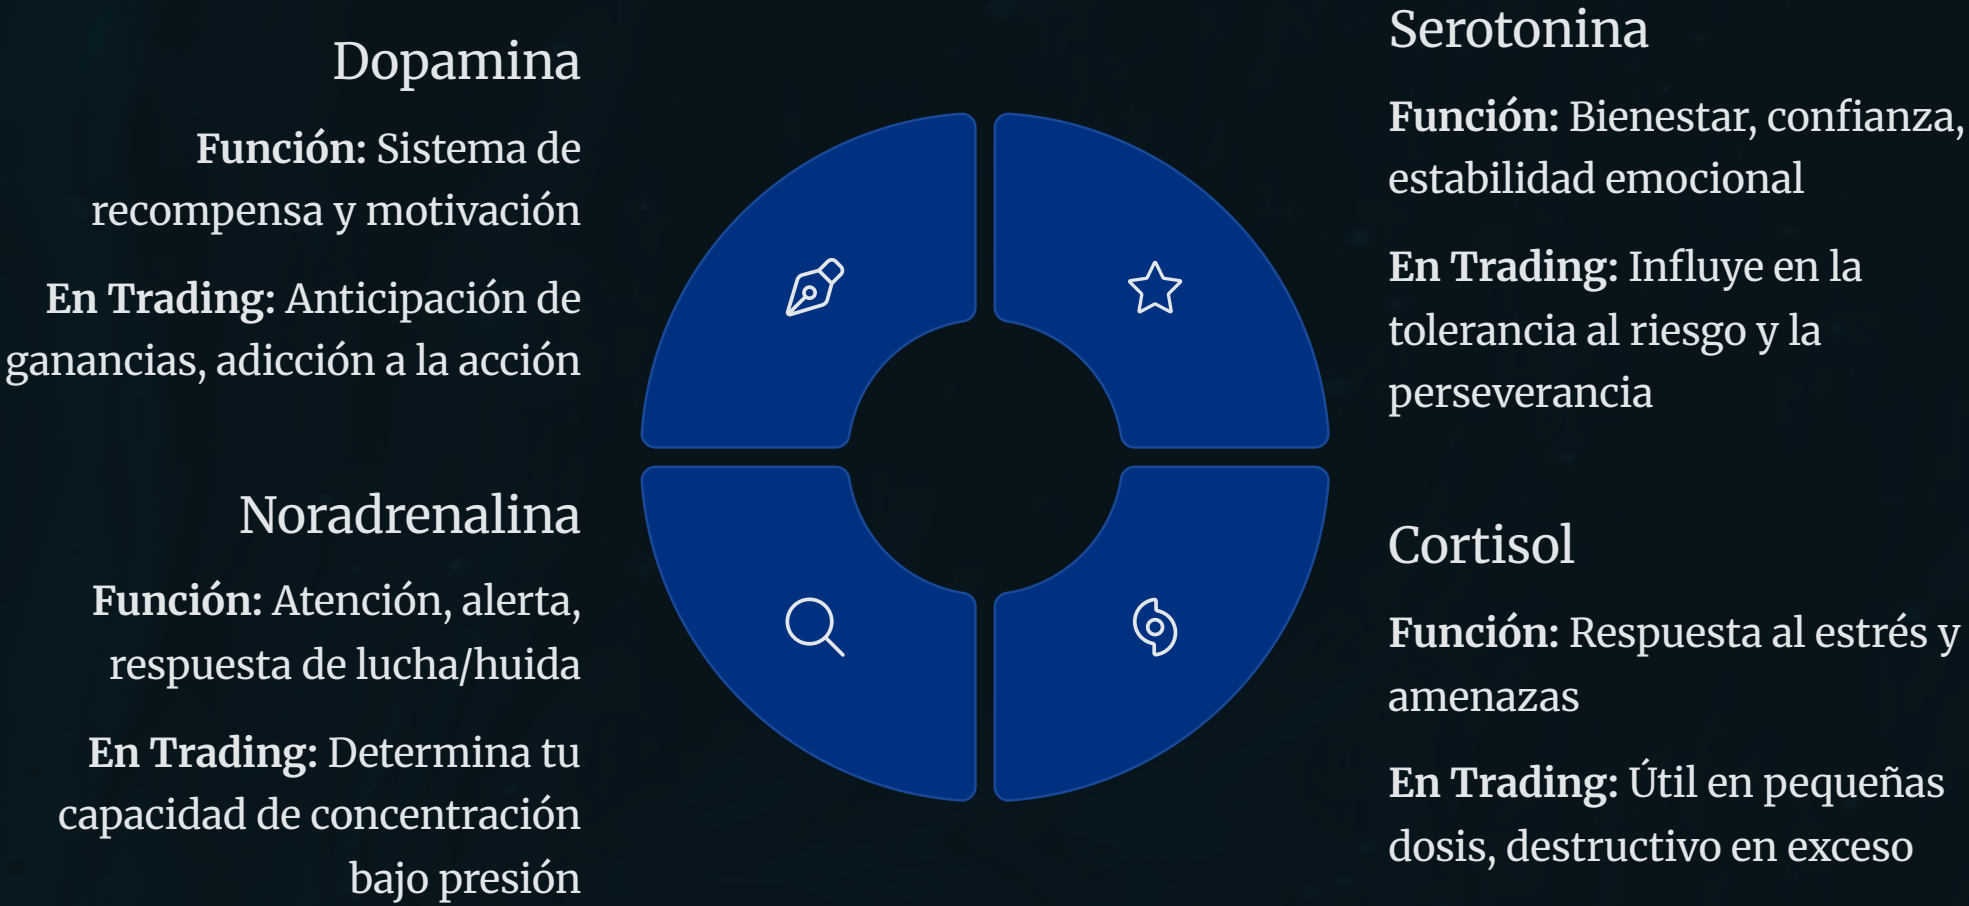 Dopamina
Función: Sistema de
recompensa y motivación
En Trading: Anticipación de
ganancias, adicción a la acción
Serotonina
Función: Bienestar, confianza,
estabilidad emocional
En Trading: Influye en la
tolerancia al riesgo y la
perseverancia
Noradrenalina
Función: Atención, alerta,
respuesta de lucha/huida
En Trading: Determina tu
capacidad de concentración
bajo presión
Cortisol
Función: Respuesta al estrés y
amenazas
En Trading: Útil en pequeñas
dosis, destructivo en exceso